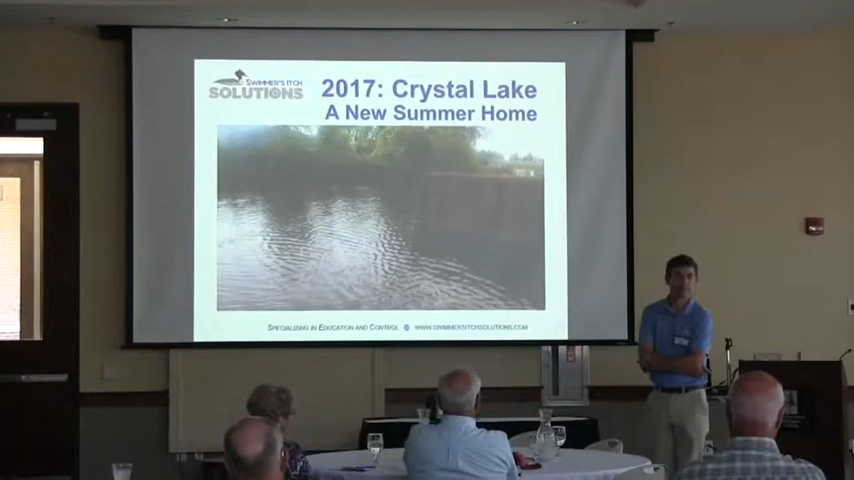 SWIMMER'S ITCH
SOLUTIONS
2017: Crystal Lake
A New Summer Home
SPECIALIZING IN EDUCATION AND CONTROL WWW.SWIMMERSITCHSOLUTIONS.COM